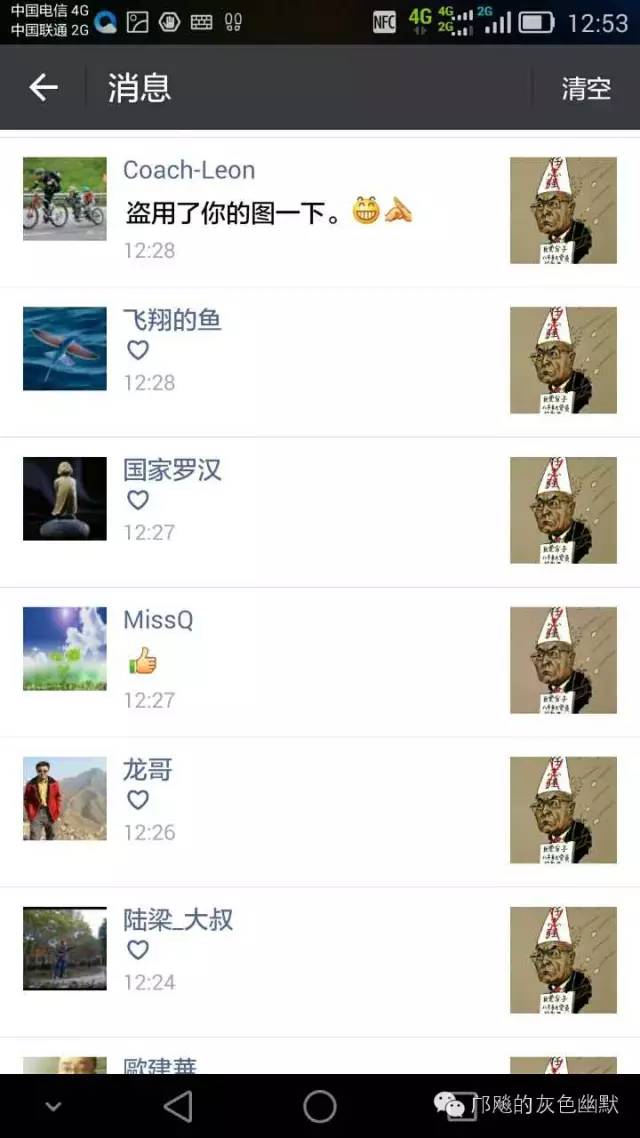 中国电信 4G
中国联通 2G
NFC
4G
4G
2G
2G
12:53
消息
清空
Coach-Leon
盗用了你的图一下。
12:28
飞翔的鱼
12:28
国家罗汉
12:27
MissQ
12:27
龙哥
12:26
陆梁_大叔
12:24
歐建華
邝飚的灰色幽默